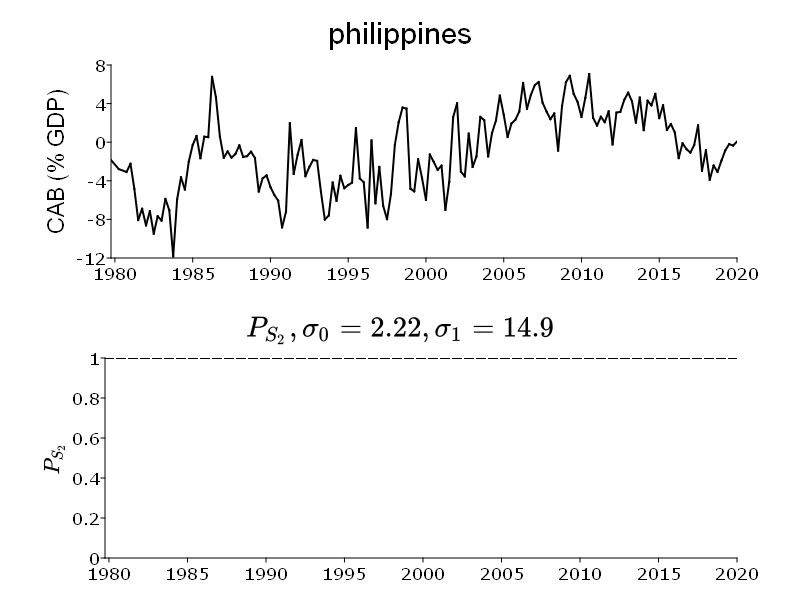 philippines
CAB (% GDP)
8
4
0
-4
-8
-12
1980 1985 1990 1995 2000 2005 2010 2015 2020
P_{S_2}, σ_0 = 2.22, σ_1 = 14.9
P_{S_2}
1
0.8
0.6
0.4
0.2
0
1980 1985 1990 1995 2000 2005 2010 2015 2020